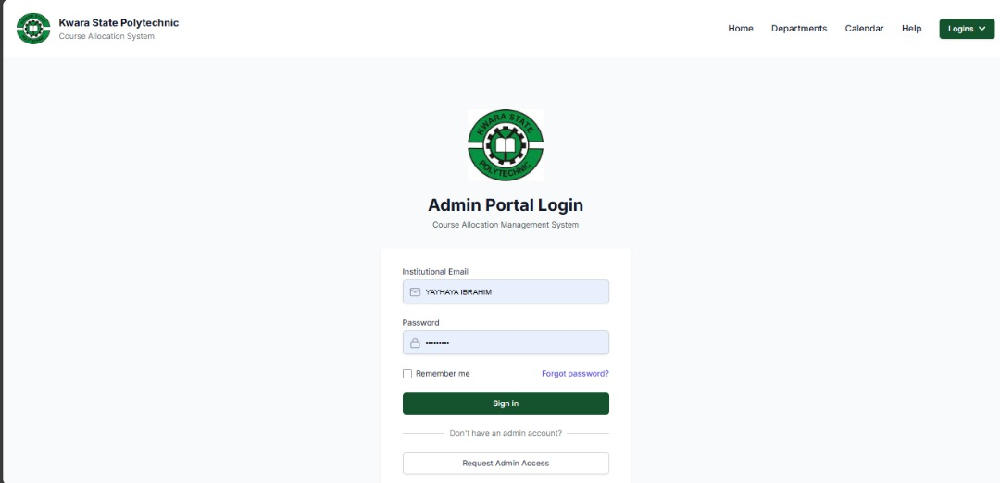 Kwara State Polytechnic
Course Allocation System
Home Departments Calendar Help Logins
KWARA STATE
POLYTECHNIC
Admin Portal Login
Course Allocation Management System
Institutional Email
YAYHAYA IBRAHIM
Password
•••••••••
Remember me Forgot password?
Sign in
Don't have an admin account?
Request Admin Access